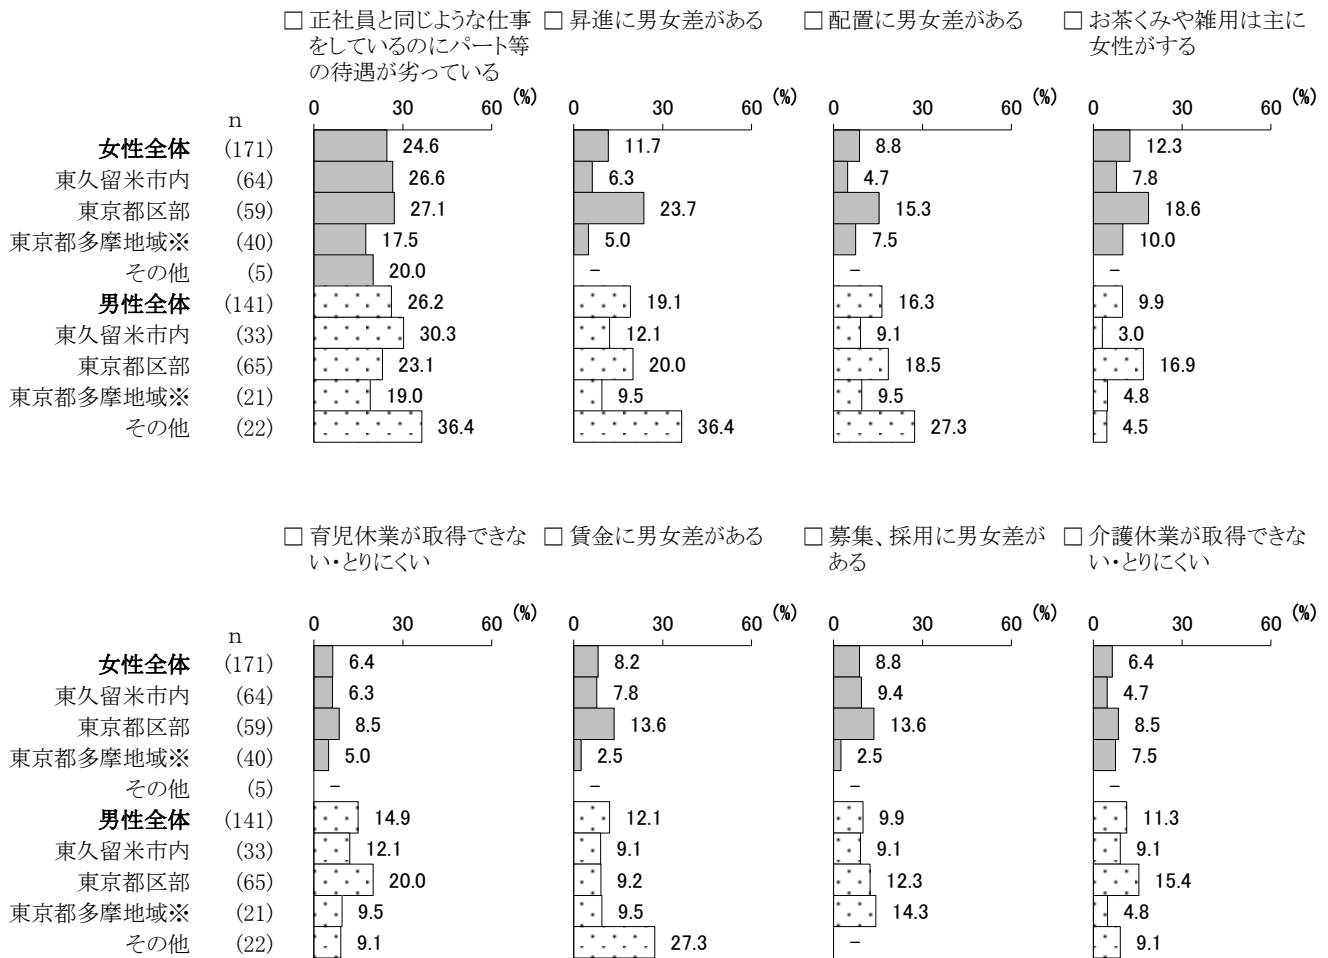 □ 正社員と同じような仕事 □ 昇進に男女差がある □ 配置に男女差がある □ お茶くみや雑用は主に
をしているのにパート等 女性がする
の待遇が劣っている
0 30 60 (%) 0 30 60 (%) 0 30 60 (%) 0 30 60 (%)
n
女性全体 (171) 24.6 11.7 8.8 12.3
東久留米市内 (64) 26.6 6.3 4.7 7.8
東京都区部 (59) 27.1 23.7 15.3 18.6
東京都多摩地域※ (40) 17.5 5.0 7.5 10.0
その他 (5) 20.0 － － －
男性全体 (141) 26.2 19.1 16.3 9.9
東久留米市内 (33) 30.3 12.1 9.1 3.0
東京都区部 (65) 23.1 20.0 18.5 16.9
東京都多摩地域※ (21) 19.0 9.5 9.5 4.8
その他 (22) 36.4 36.4 27.3 4.5
□ 育児休業が取得できな □ 賃金に男女差がある □ 募集、採用に男女差が □ 介護休業が取得できな
い・とりにくい ある い・とりにくい
0 30 60 (%) 0 30 60 (%) 0 30 60 (%) 0 30 60 (%)
n
女性全体 (171) 6.4 8.2 8.8 6.4
東久留米市内 (64) 6.3 7.8 9.4 4.7
東京都区部 (59) 8.5 13.6 13.6 8.5
東京都多摩地域※ (40) 5.0 2.5 2.5 7.5
その他 (5) － － － －
男性全体 (141) 14.9 12.1 9.9 11.3
東久留米市内 (33) 12.1 9.1 9.1 9.1
東京都区部 (65) 20.0 9.2 12.3 15.4
東京都多摩地域※ (21) 9.5 9.5 14.3 4.8
その他 (22) 9.1 27.3 － 9.1